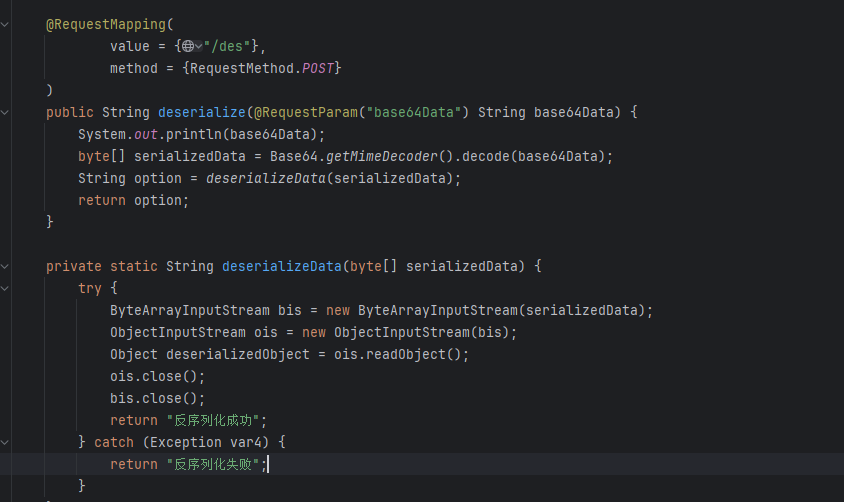 @RequestMapping(
value = {"/des"},
method = {RequestMethod.POST}
)
public String deserialize(@RequestParam("base64Data") String base64Data) {
System.out.println(base64Data);
byte[] serializedData = Base64.getMimeDecoder().decode(base64Data);
String option = deserializeData(serializedData);
return option;
}
private static String deserializeData(byte[] serializedData) {
try {
ByteArrayInputStream bis = new ByteArrayInputStream(serializedData);
ObjectInputStream ois = new ObjectInputStream(bis);
Object deserializedObject = ois.readObject();
ois.close();
bis.close();
return "反序列化成功";
} catch (Exception var4) {
return "反序列化失败";
}